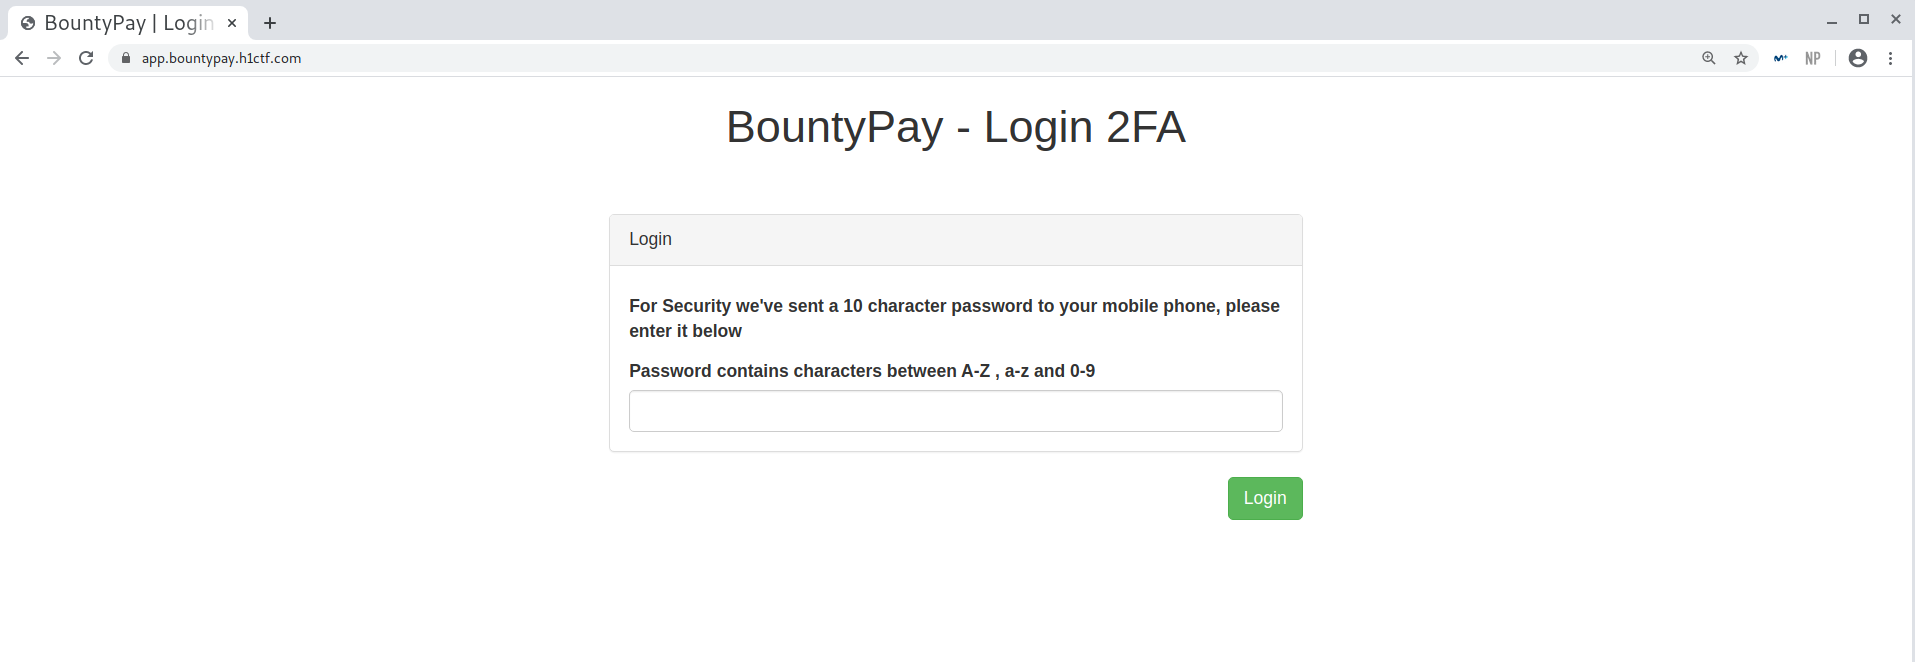 BountyPay | Login
app.bountypay.h1ctf.com
NP
BountyPay - Login 2FA
Login
For Security we've sent a 10 character password to your mobile phone, please
enter it below
Password contains characters between A-Z , a-z and 0-9
Login